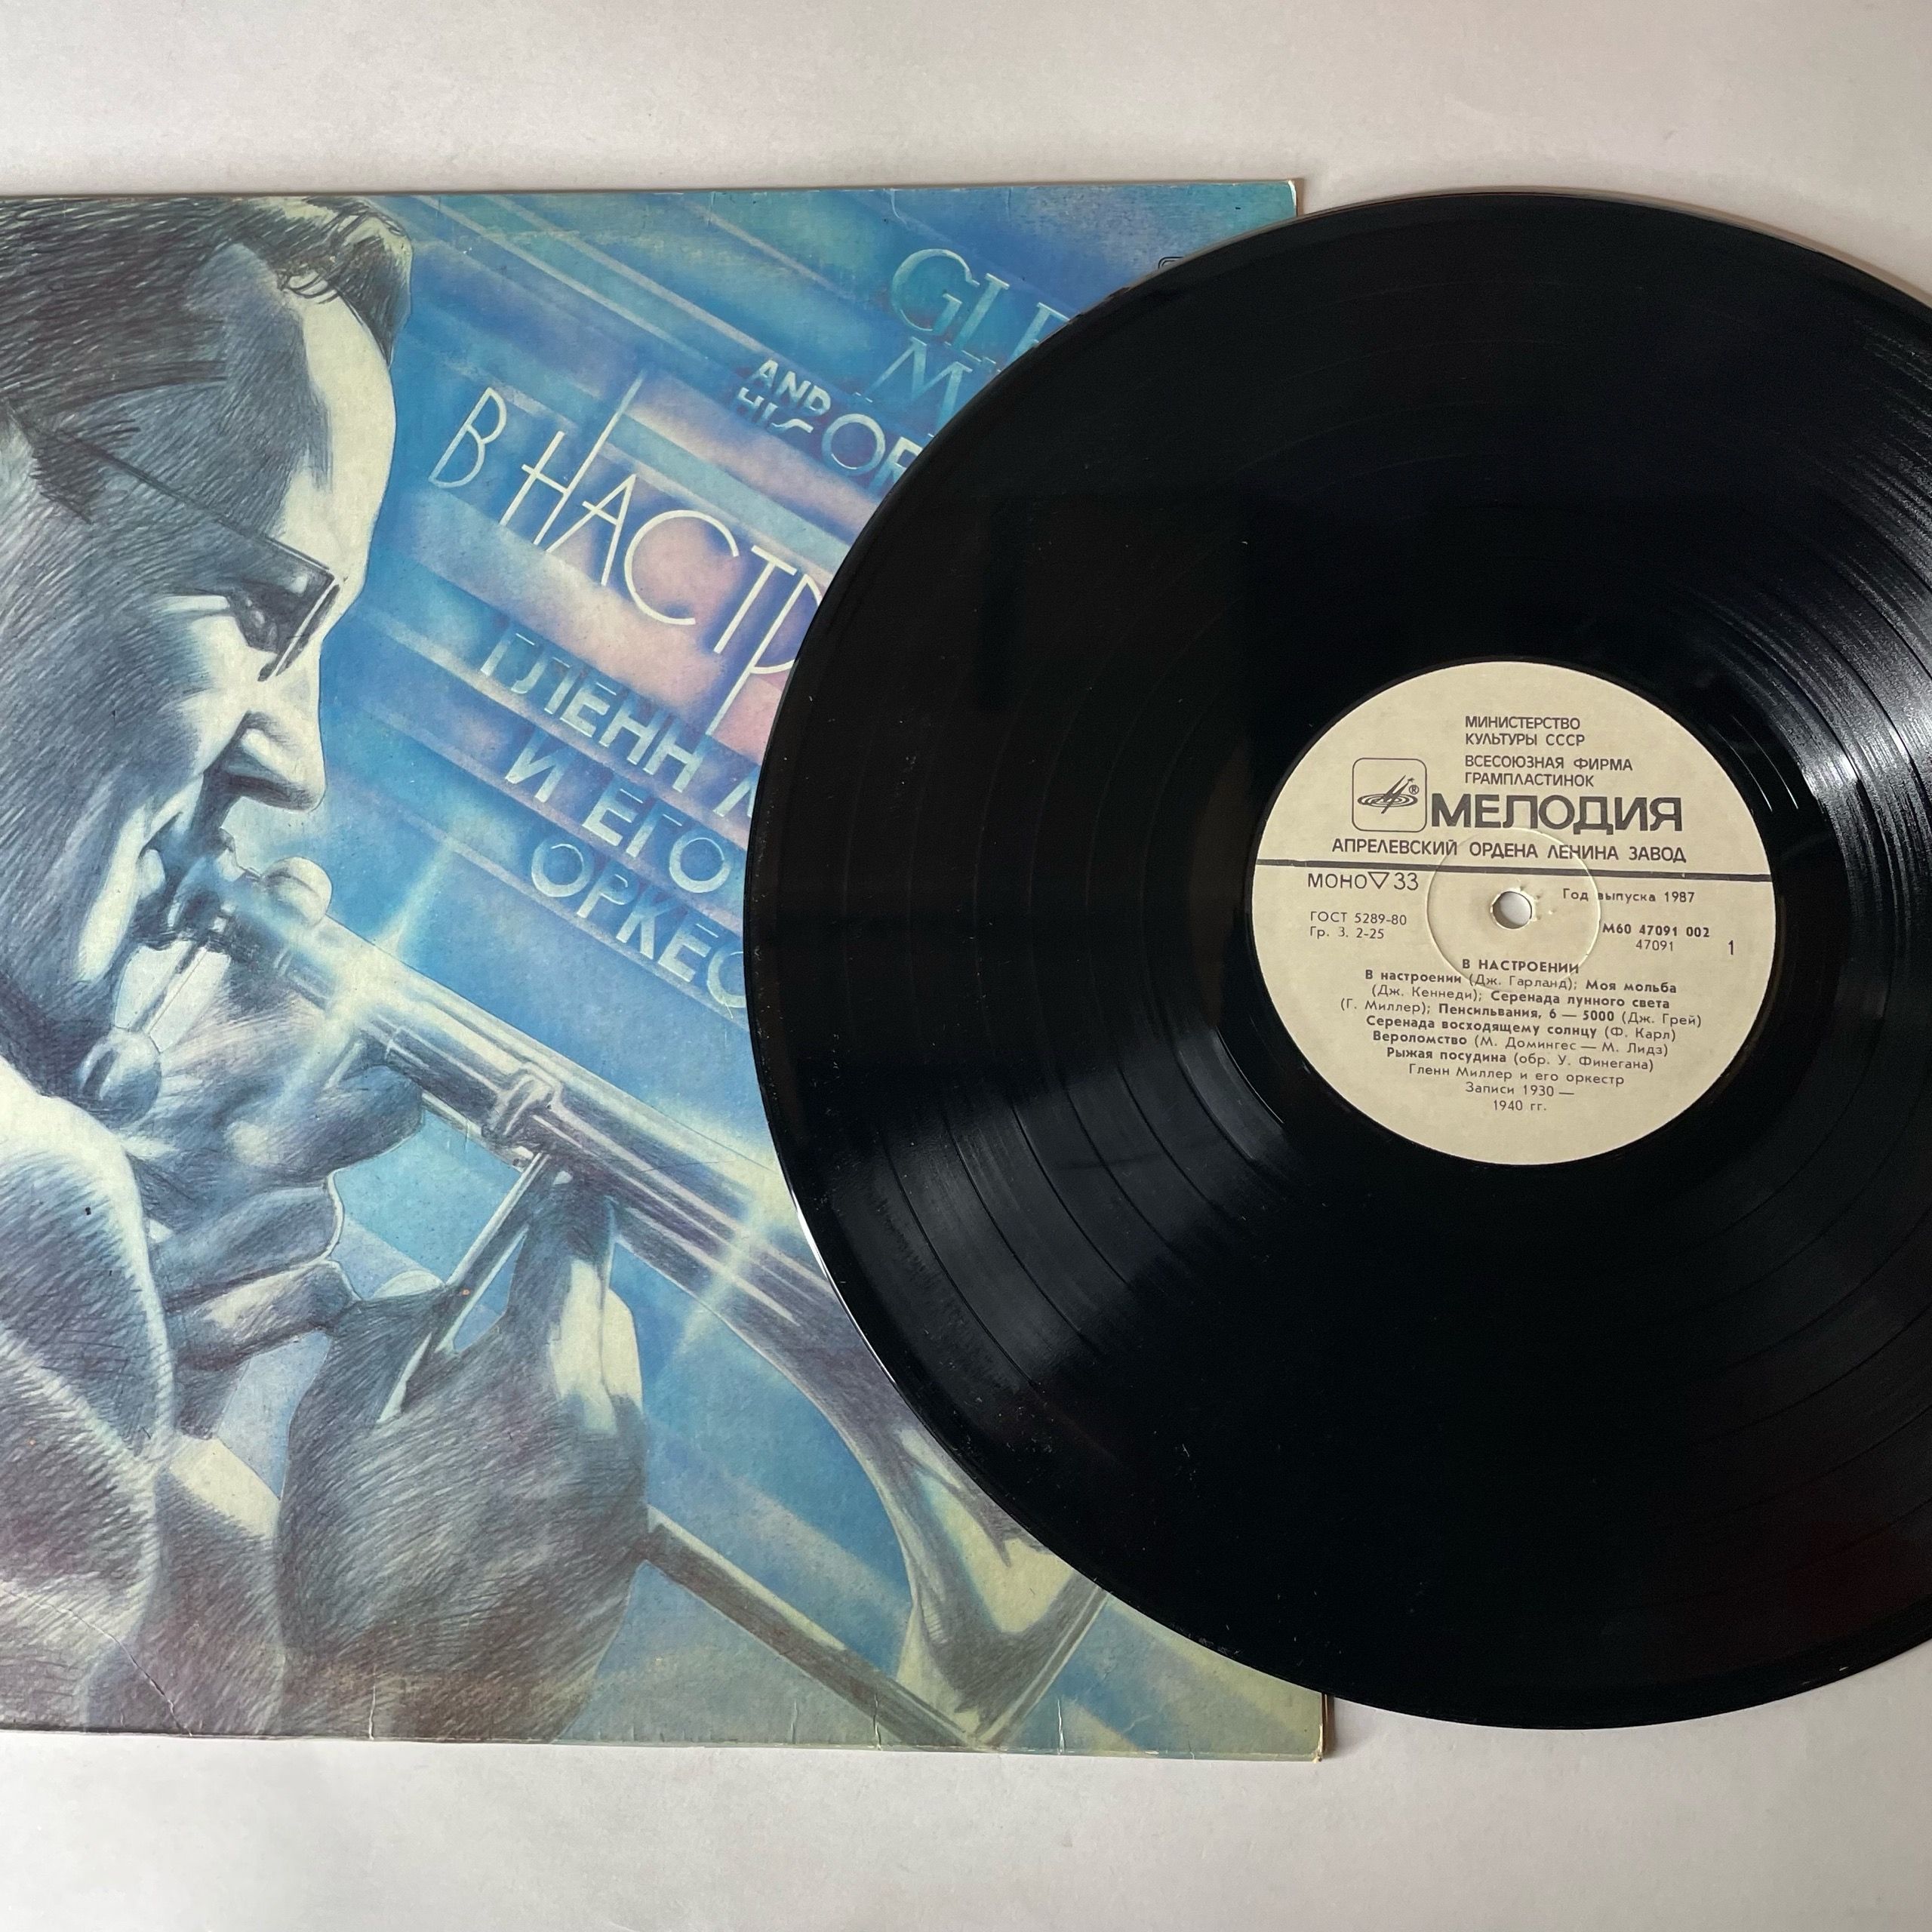 AND
HIS
В НАСТР
ГЛЕНН
И ЕГО
МИНИСТЕРСТВО
КУЛЬТУРЫ СССР
ВСЕСОЮЗНАЯ ФИРМА
ГРАМПЛАСТИНОК
® МЕЛОДИЯ
АПРЕЛЕВСКИЙ ОРДЕНА ЛЕНИНА ЗАВОД
МОНО▽33
Год выпуска 1987
ГОСТ 5289-80
Гр. 3. 2-25
М60 47091 002
47091
1
В НАСТРОЕНИИ
В настроении (Дж. Гарланд); Моя мольба
(Дж. Кеннеди); Серенада лунного света
(Г. Миллер); Пенсильвания, 6 — 5000 (Дж. Грей)
Серенада восходящему солнцу (Ф. Карл)
Вероломство (М. Домингес — М. Лидз)
Рыжая посудина (обр. У. Финегана)
Гленн Миллер и его оркестр
Записи 1930 —
1940 гг.